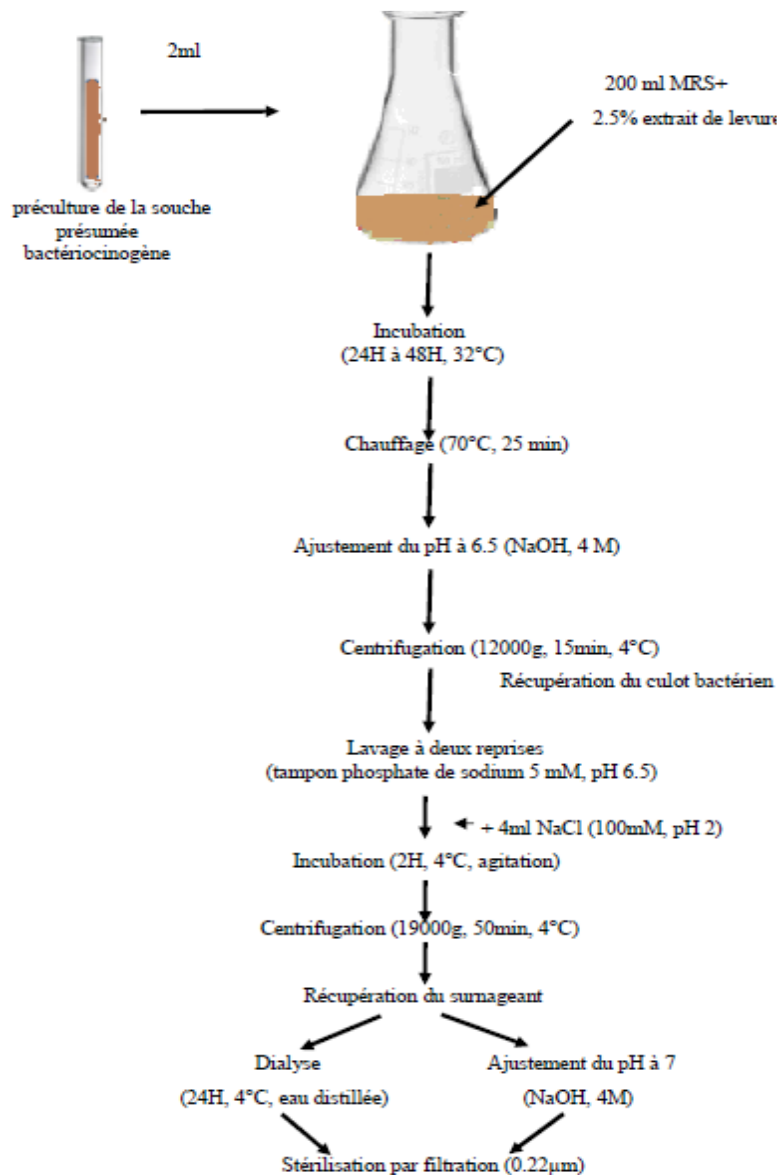 2ml
200 ml MRS+
2.5% extrait de levure
préculture de la souche
présumée
bactériocinogène
Incubation
(24H à 48H, 32°C)
Chauffage (70°C, 25 min)
Ajustement du pH à 6.5 (NaOH, 4 M)
Centrifugation (12000g, 15min, 4°C)
Récupération du culot bactérien
Lavage à deux reprises
(tampon phosphate de sodium 5 mM, pH 6.5)
+ 4ml NaCl (100mM, pH 2)
Incubation (2H, 4°C, agitation)
Centrifugation (19000g, 50min, 4°C)
Récupération du surnageant
Dialyse
(24H, 4°C, eau distillée)
Ajustement du pH à 7
(NaOH, 4M)
Stérilisation par filtration (0.22µm)